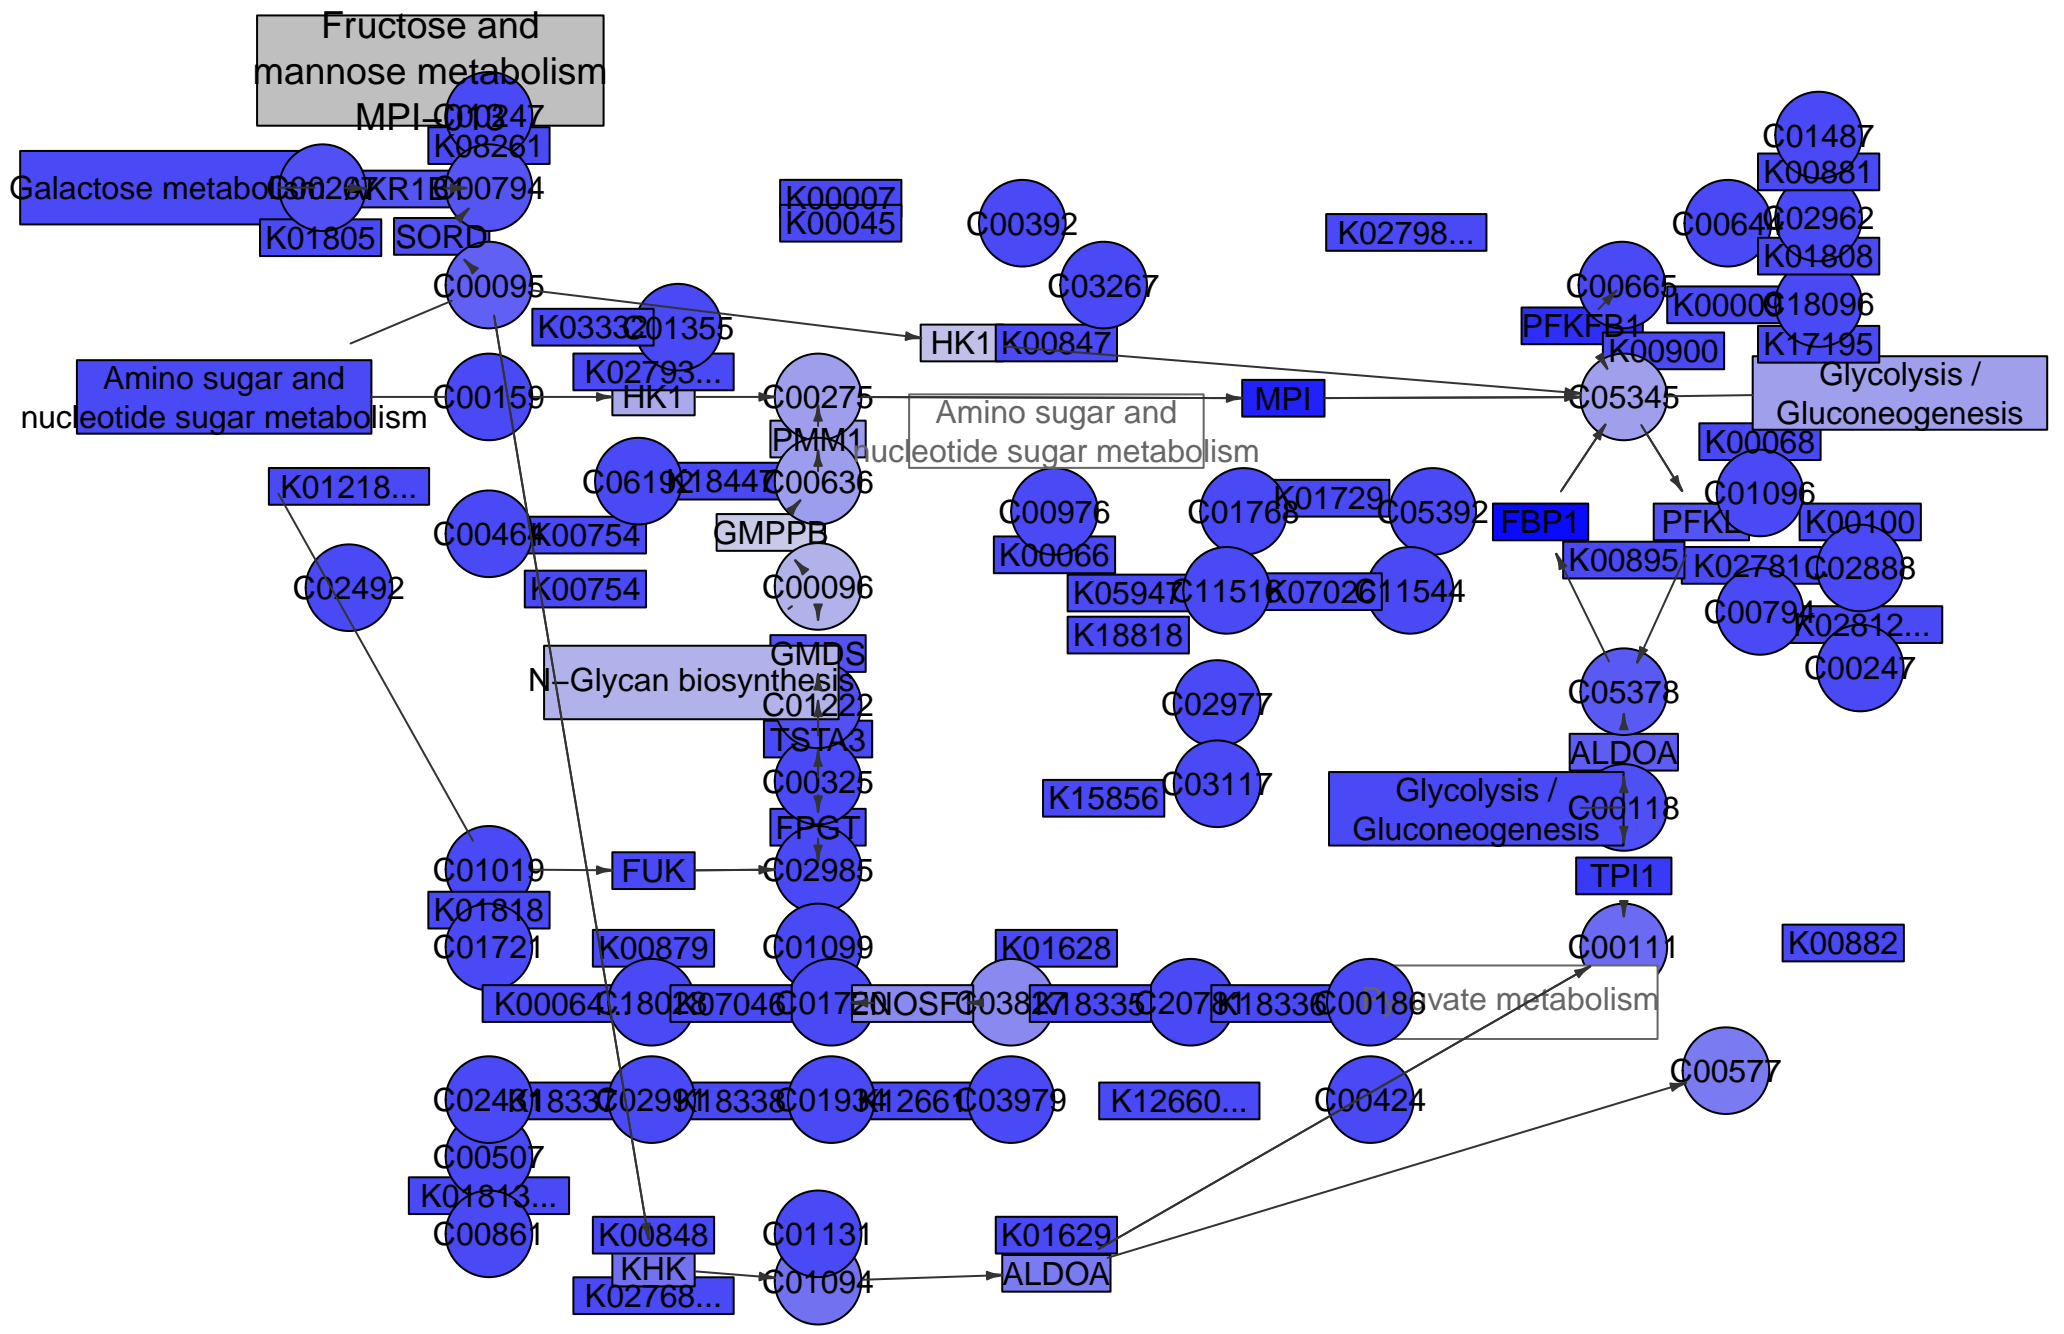 Fructose and
mannose metabolism
MPI-013
C00247
K08261
Galactose metabolism
C00267
AKR1B1
C00794
K01805
SORD
C00095
K00007
K00045
C00392
C03267
K02798...
C01487
K00881
C00644
C02962
K01808
C00665
K00009
C18096
K17195
PFKFB1
K00900
K03332
C01355
K02793...
HK1
K00847
Amino sugar and
nucleotide sugar metabolism
C00159
HK1
C00275
PMM1
Amino sugar and
nucleotide sugar metabolism
MPI
C05345
Glycolysis /
Gluconeogenesis
K00068
C01096
K00100
K01218...
C02492
C00464
K00754
K00754
C06192
K18447
C00636
GMPPB
C00096
C00976
K00066
C01768
K01729
C05392
K05947
C11516
K07026
C11544
K18818
FBP1
PFKL
K00895
K02781...
C02888
C00794
K02812...
C00247
GMDS
N-Glycan biosynthesis
C01222
TSTA3
C00325
FPGT
C02977
C03117
K15856
C05378
ALDOA
Glycolysis /
Gluconeogenesis
C00118
TPI1
C01019
FUK
C02985
K01818
C01721
K00879
C01099
K01628
C00111
K00882
K00064...
C18028
K07046
C01720
ENOSF1
C03827
K18335
C20781
K18336
C00186
Pyruvate metabolism
C02431
K18337
C02991
K18338
C01934
K12661
C03979
K12660...
C00424
C00577
C00507
K01813...
C00861
K00848
KHK
K02768...
C01131
C01094
K01629
ALDOA